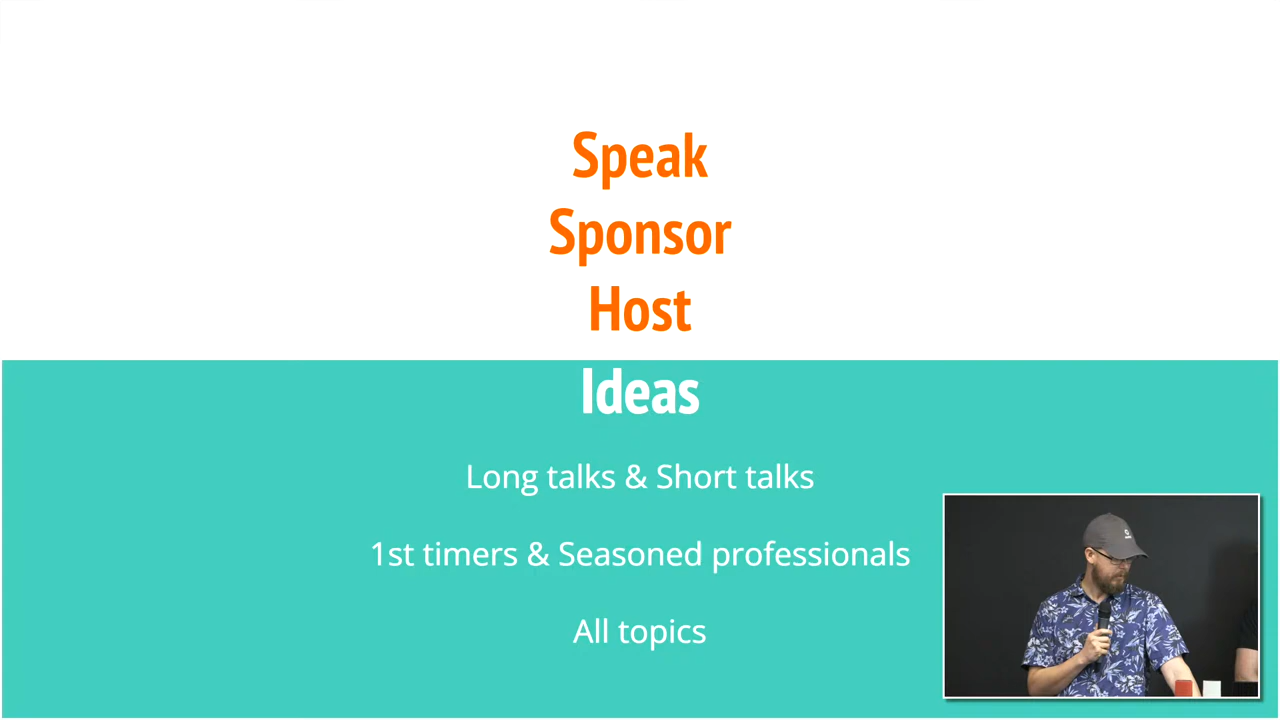 Speak
Sponsor
Host
Ideas
Long talks & Short talks
1st timers & Seasoned professionals
All topics